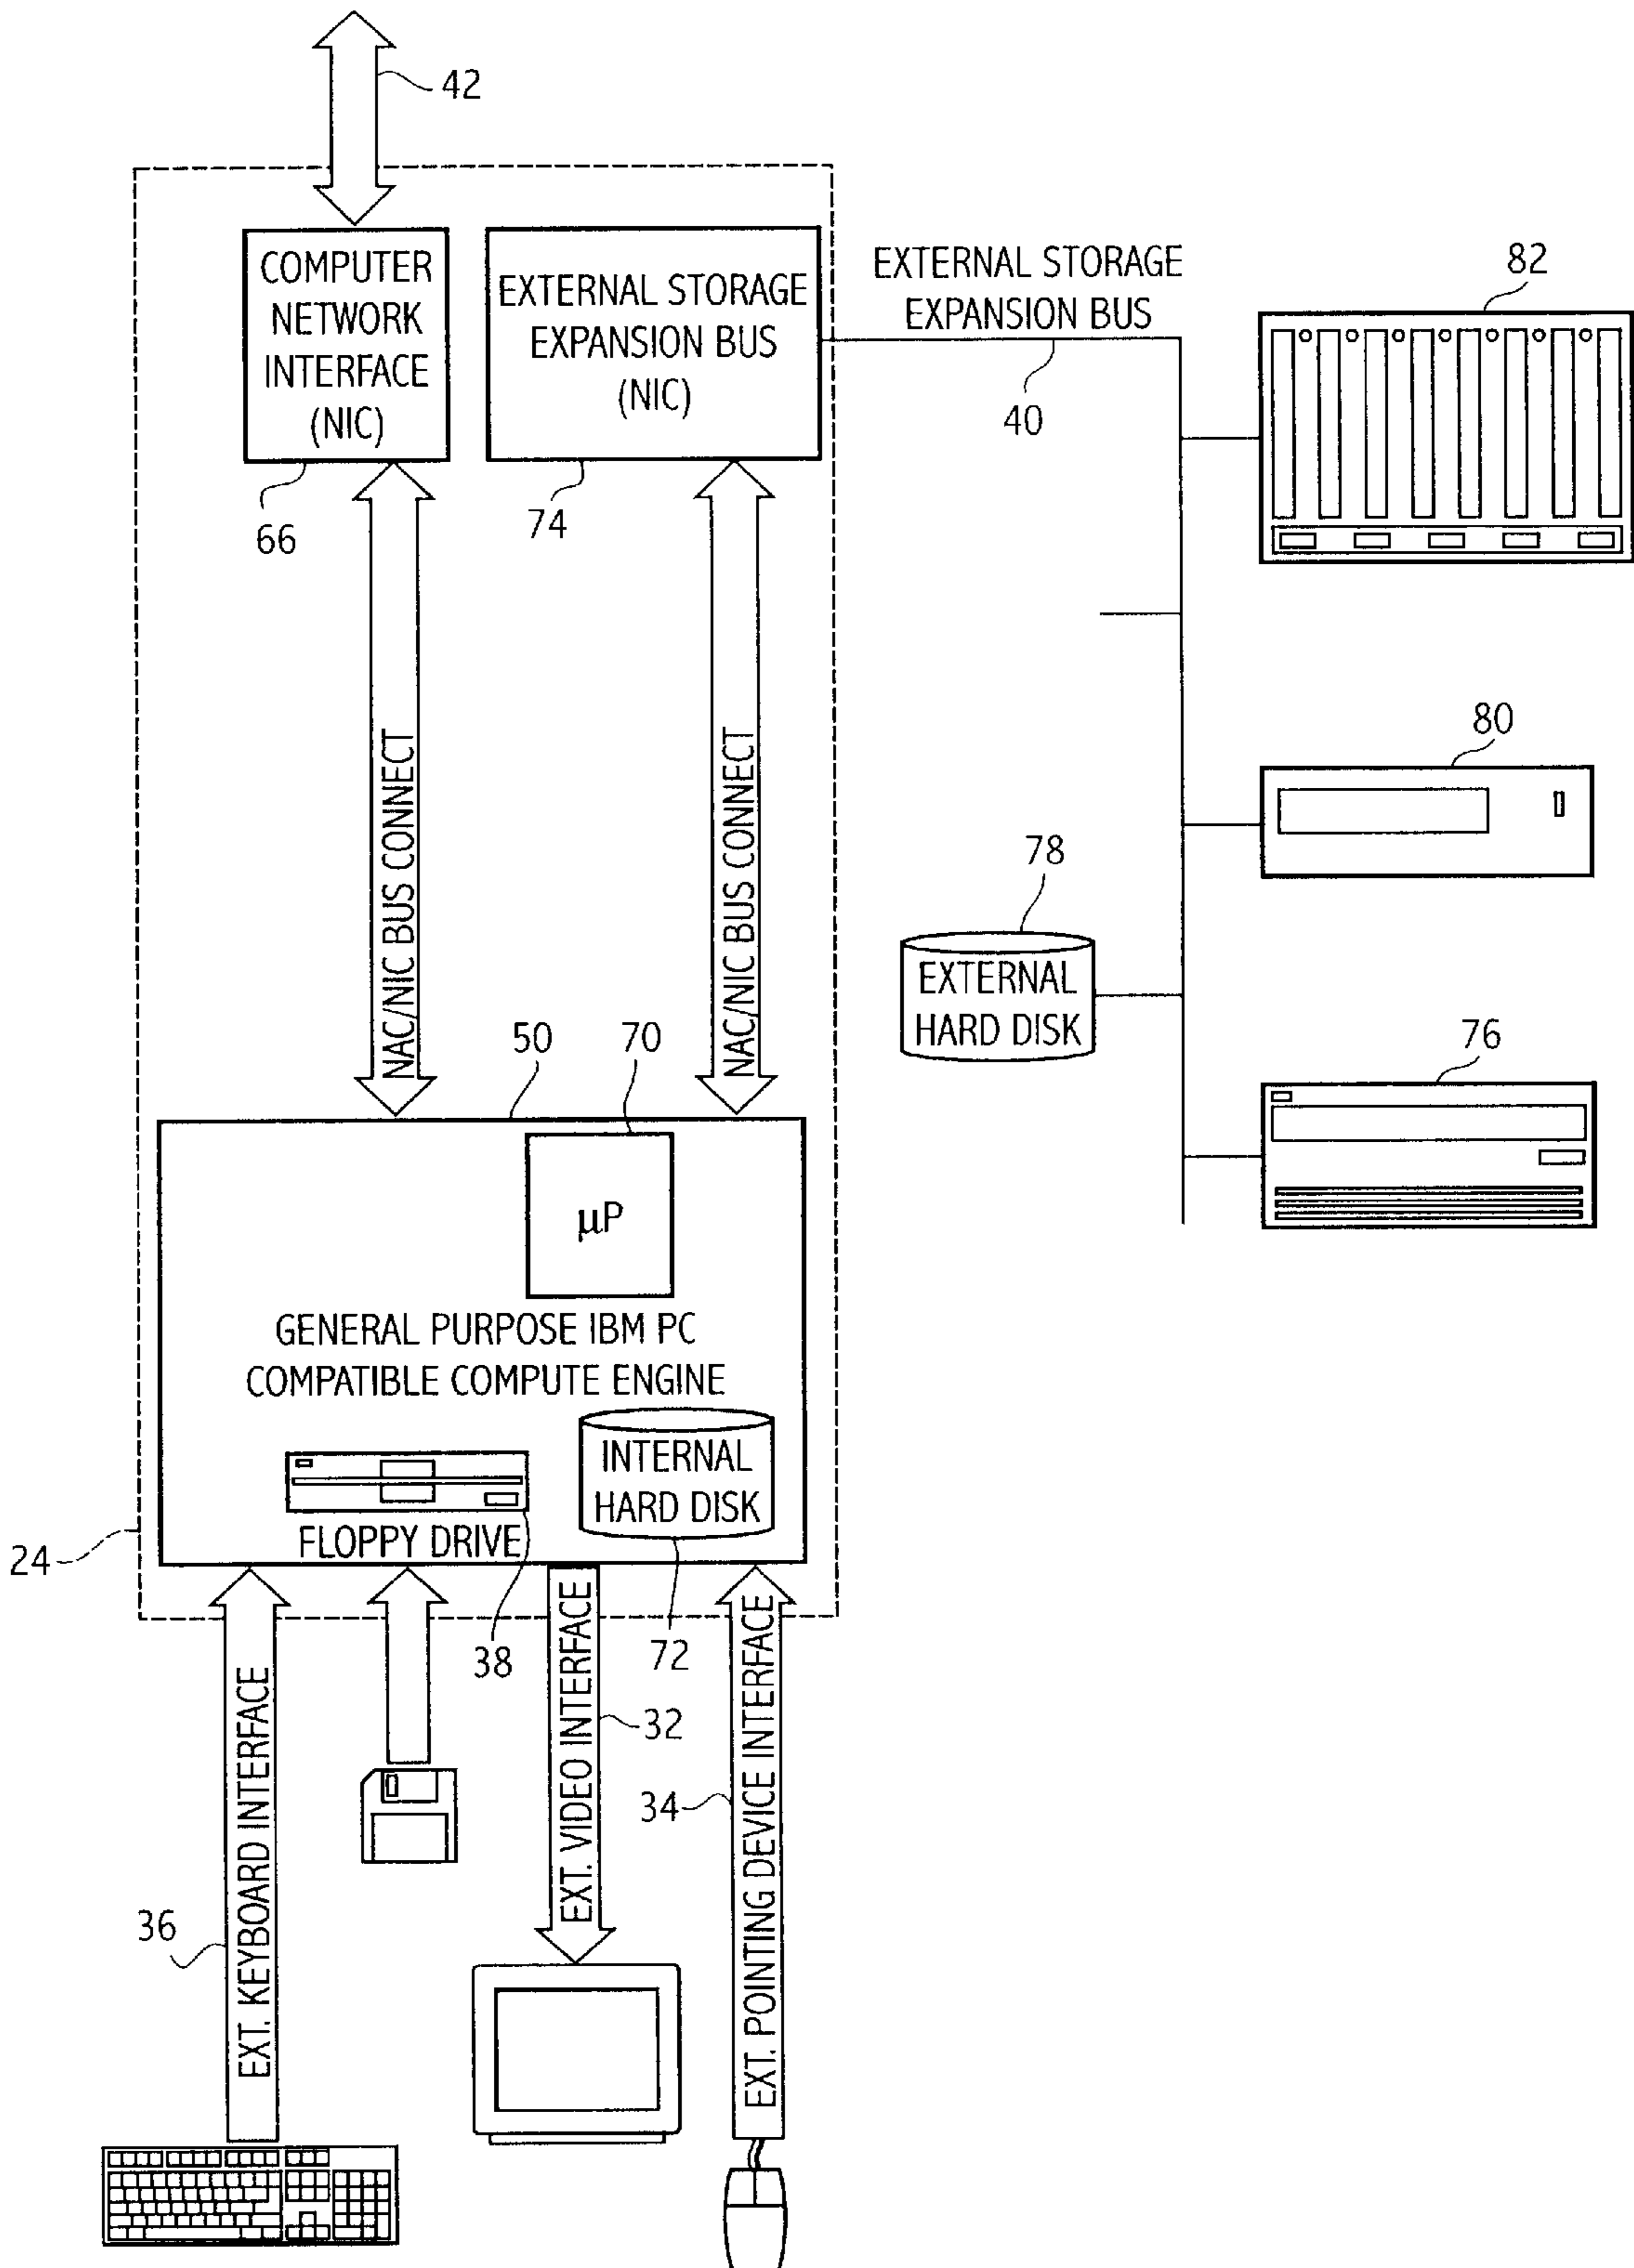 42
COMPUTER
NETWORK
INTERFACE
(NIC)
66
EXTERNAL STORAGE
EXPANSION BUS
(NIC)
74
EXTERNAL STORAGE
EXPANSION BUS
40
82
80
78
EXTERNAL
HARD DISK
76
NAC/NIC BUS CONNECT
NAC/NIC BUS CONNECT
50
70
μP
GENERAL PURPOSE IBM PC
COMPATIBLE COMPUTE ENGINE
INTERNAL
HARD DISK
FLOPPY DRIVE
24
38
72
EXT. KEYBOARD INTERFACE
36
EXT. VIDEO INTERFACE
32
EXT. POINTING DEVICE INTERFACE
34